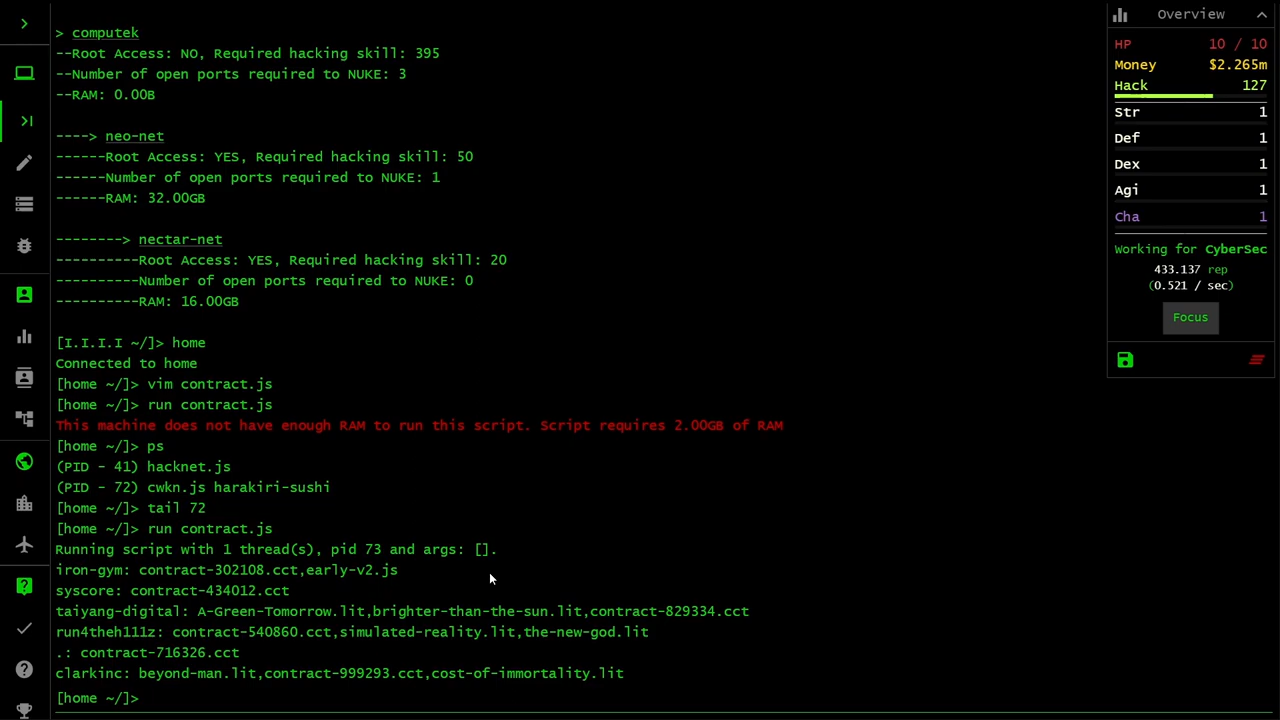 > computek
--Root Access: NO, Required hacking skill: 395
--Number of open ports required to NUKE: 3
--RAM: 0.00B
----> neo-net
------Root Access: YES, Required hacking skill: 50
------Number of open ports required to NUKE: 1
------RAM: 32.00GB
--------> nectar-net
----------Root Access: YES, Required hacking skill: 20
----------Number of open ports required to NUKE: 0
----------RAM: 16.00GB
[I.I.I.I ~/]> home
Connected to home
[home ~/]> vim contract.js
[home ~/]> run contract.js
This machine does not have enough RAM to run this script. Script requires 2.00GB of RAM
[home ~/]> ps
(PID - 41) hacknet.js
(PID - 72) cwkn.js harakiri-sushi
[home ~/]> tail 72
[home ~/]> run contract.js
Running script with 1 thread(s), pid 73 and args: [].
iron-gym: contract-302108.cct,early-v2.js
syscore: contract-434012.cct
taiyang-digital: A-Green-Tomorrow.lit,brighter-than-the-sun.lit,contract-829334.cct
run4theh111z: contract-540860.cct,simulated-reality.lit,the-new-god.lit
.: contract-716326.cct
clarkinc: beyond-man.lit,contract-999293.cct,cost-of-immortality.lit
[home ~/]>
Overview
HP 10 / 10
Money $2.265m
Hack 127
Str 1
Def 1
Dex 1
Agi 1
Cha 1
Working for CyberSec
433.137 rep
(0.521 / sec)
Focus